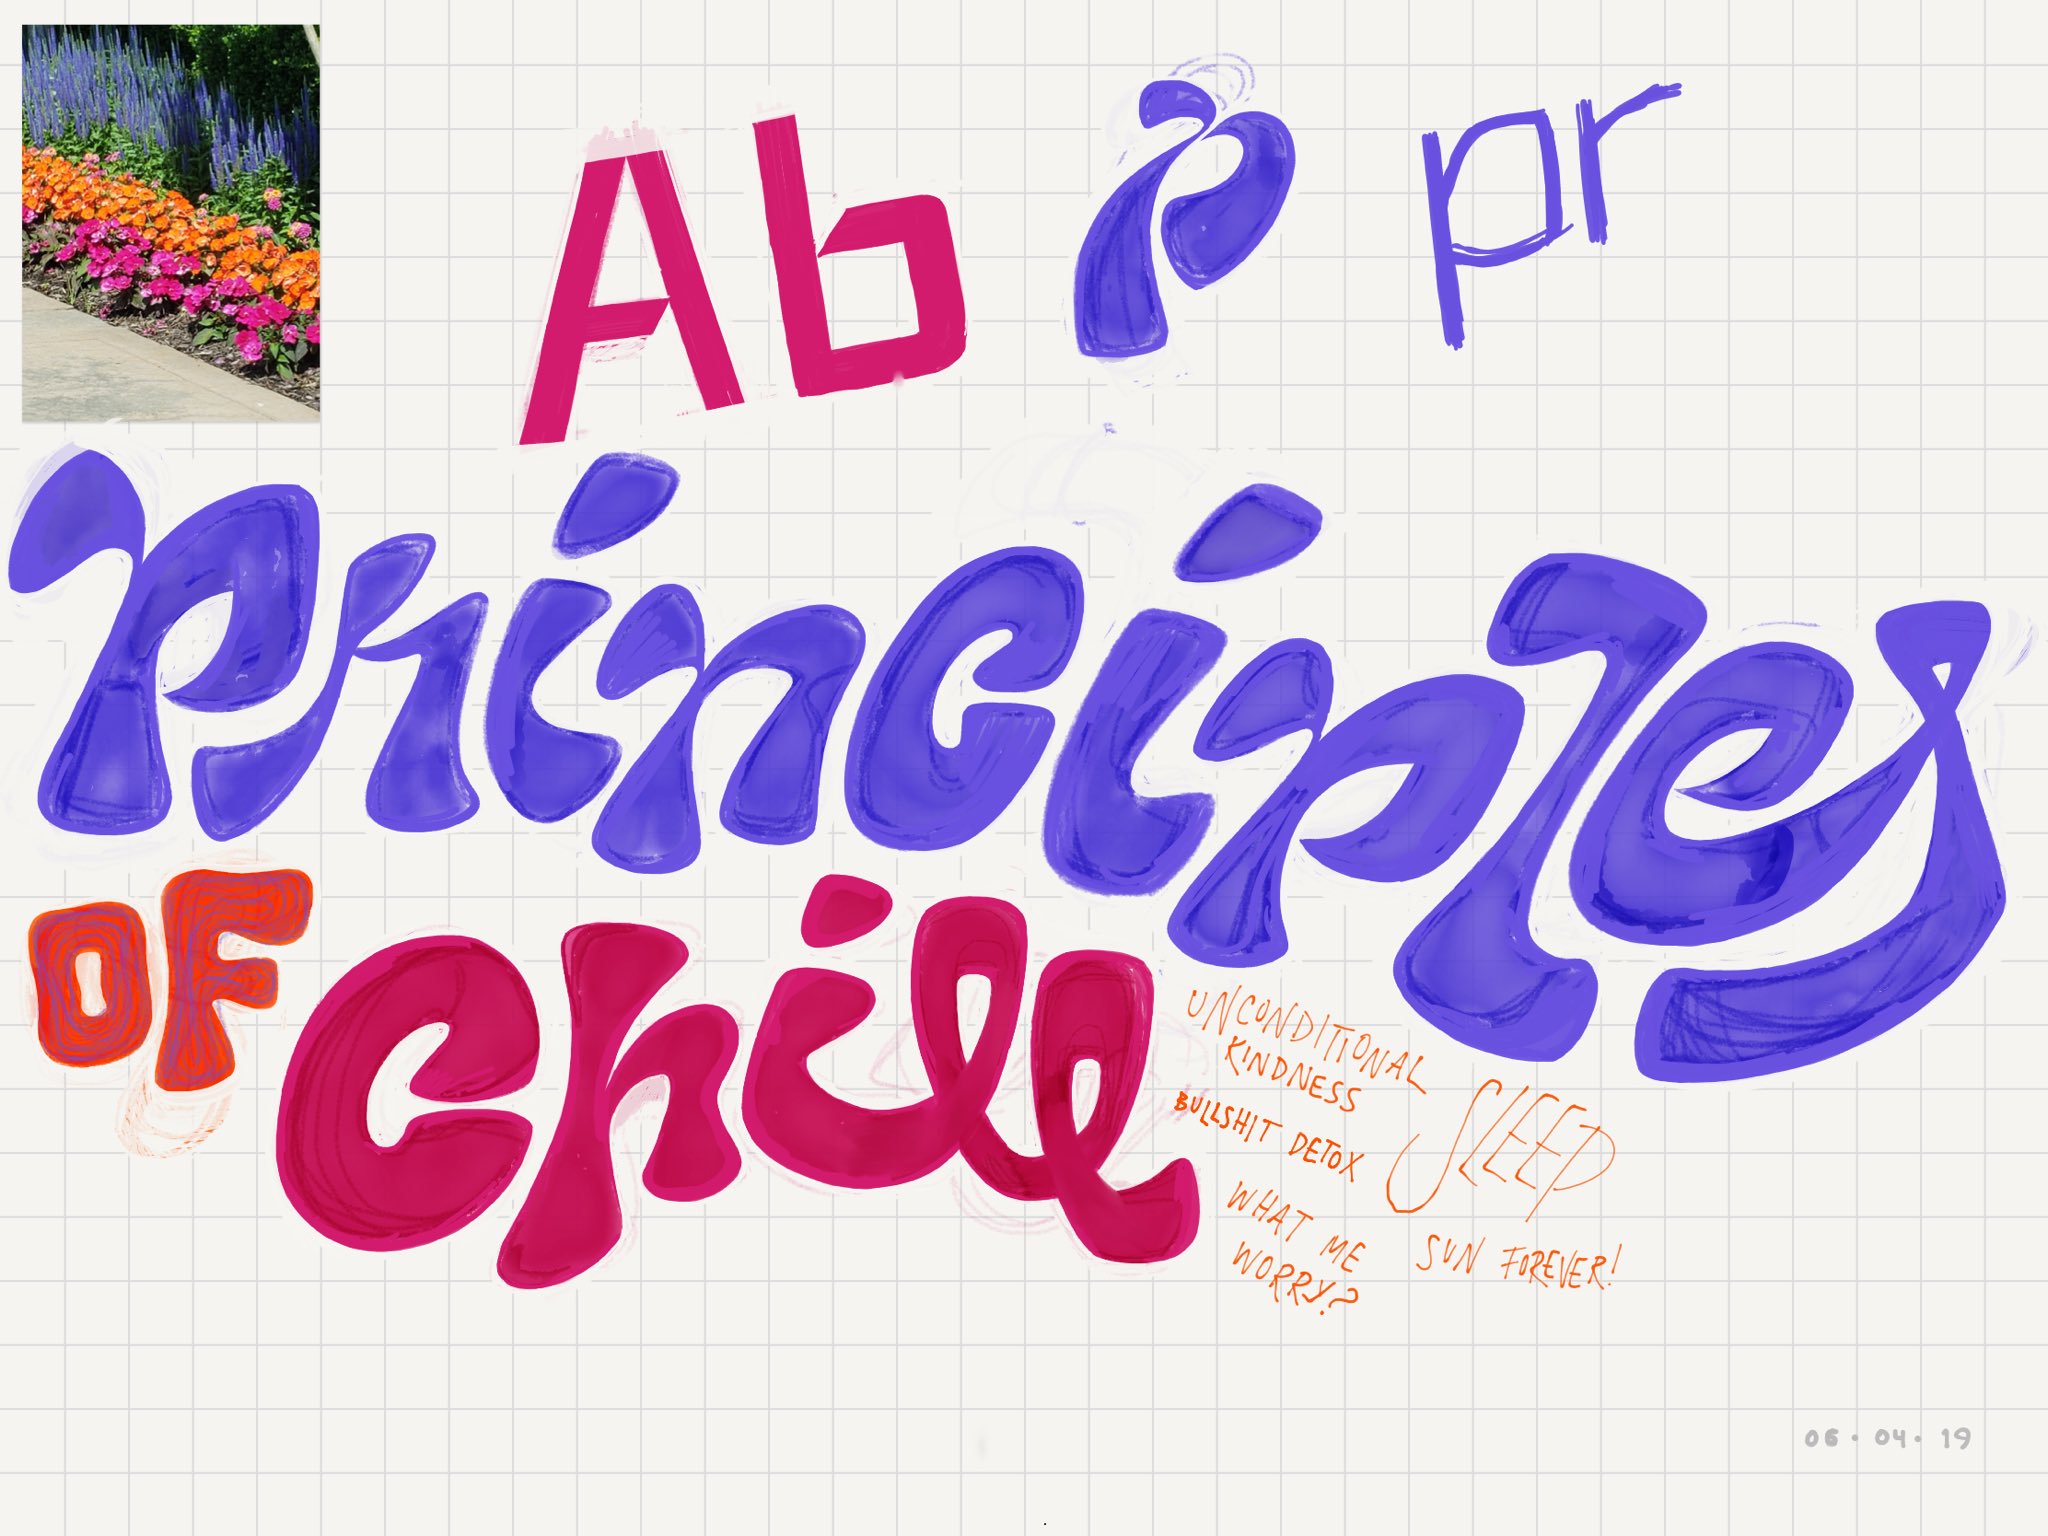 Ab p pr
Principles
OF
Chill
UNCONDITIONAL
KINDNESS
BULLSHIT DETOX
SLEEP
WHAT ME
WORRY?
SUN FOREVER!
06 · 04 · 19